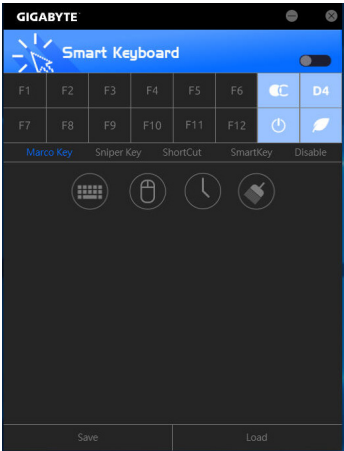 GIGABYTE
Smart Keyboard
F1 F2 F3 F4 F5 F6 D4
F7 F8 F9 F10 F11 F12
Marco Key Sniper Key ShortCut SmartKey Disable
Save Load